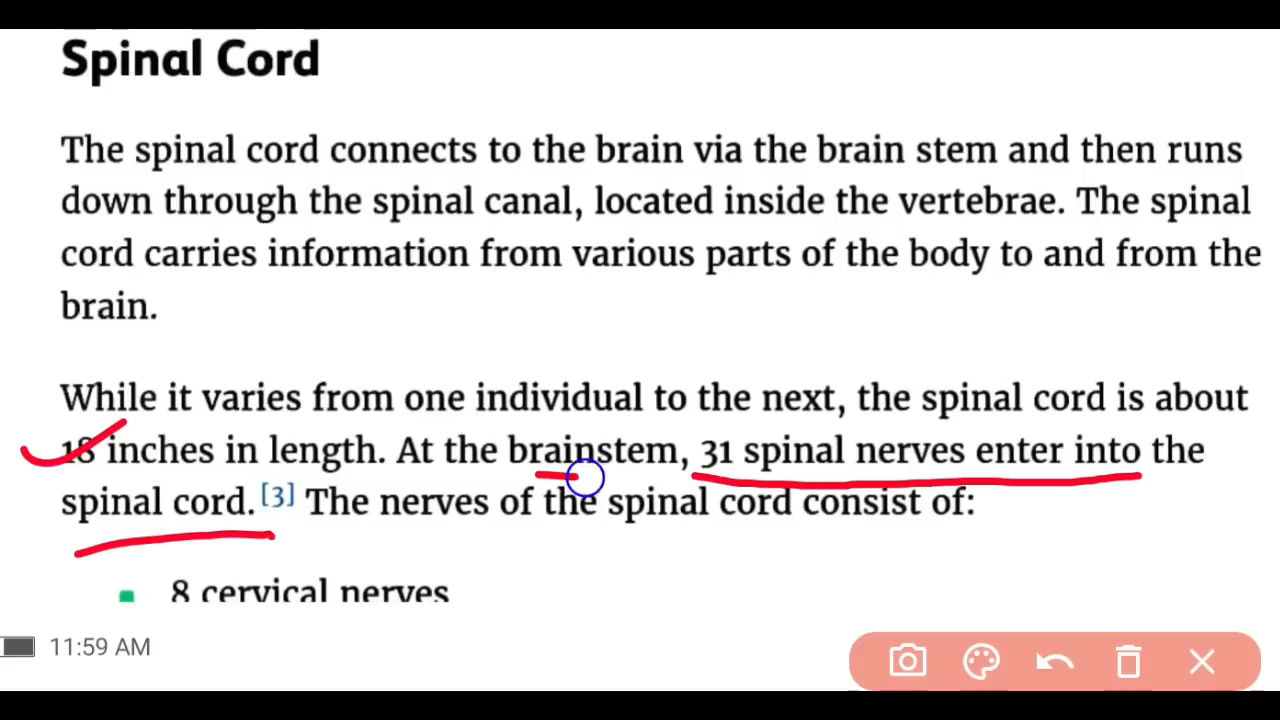 Spinal Cord
The spinal cord connects to the brain via the brain stem and then runs
down through the spinal canal, located inside the vertebrae. The spinal
cord carries information from various parts of the body to and from the
brain.
While it varies from one individual to the next, the spinal cord is about
18 inches in length. At the brainstem, 31 spinal nerves enter into the
spinal cord.[3] The nerves of the spinal cord consist of:
8 cervical nerves
11:59 AM